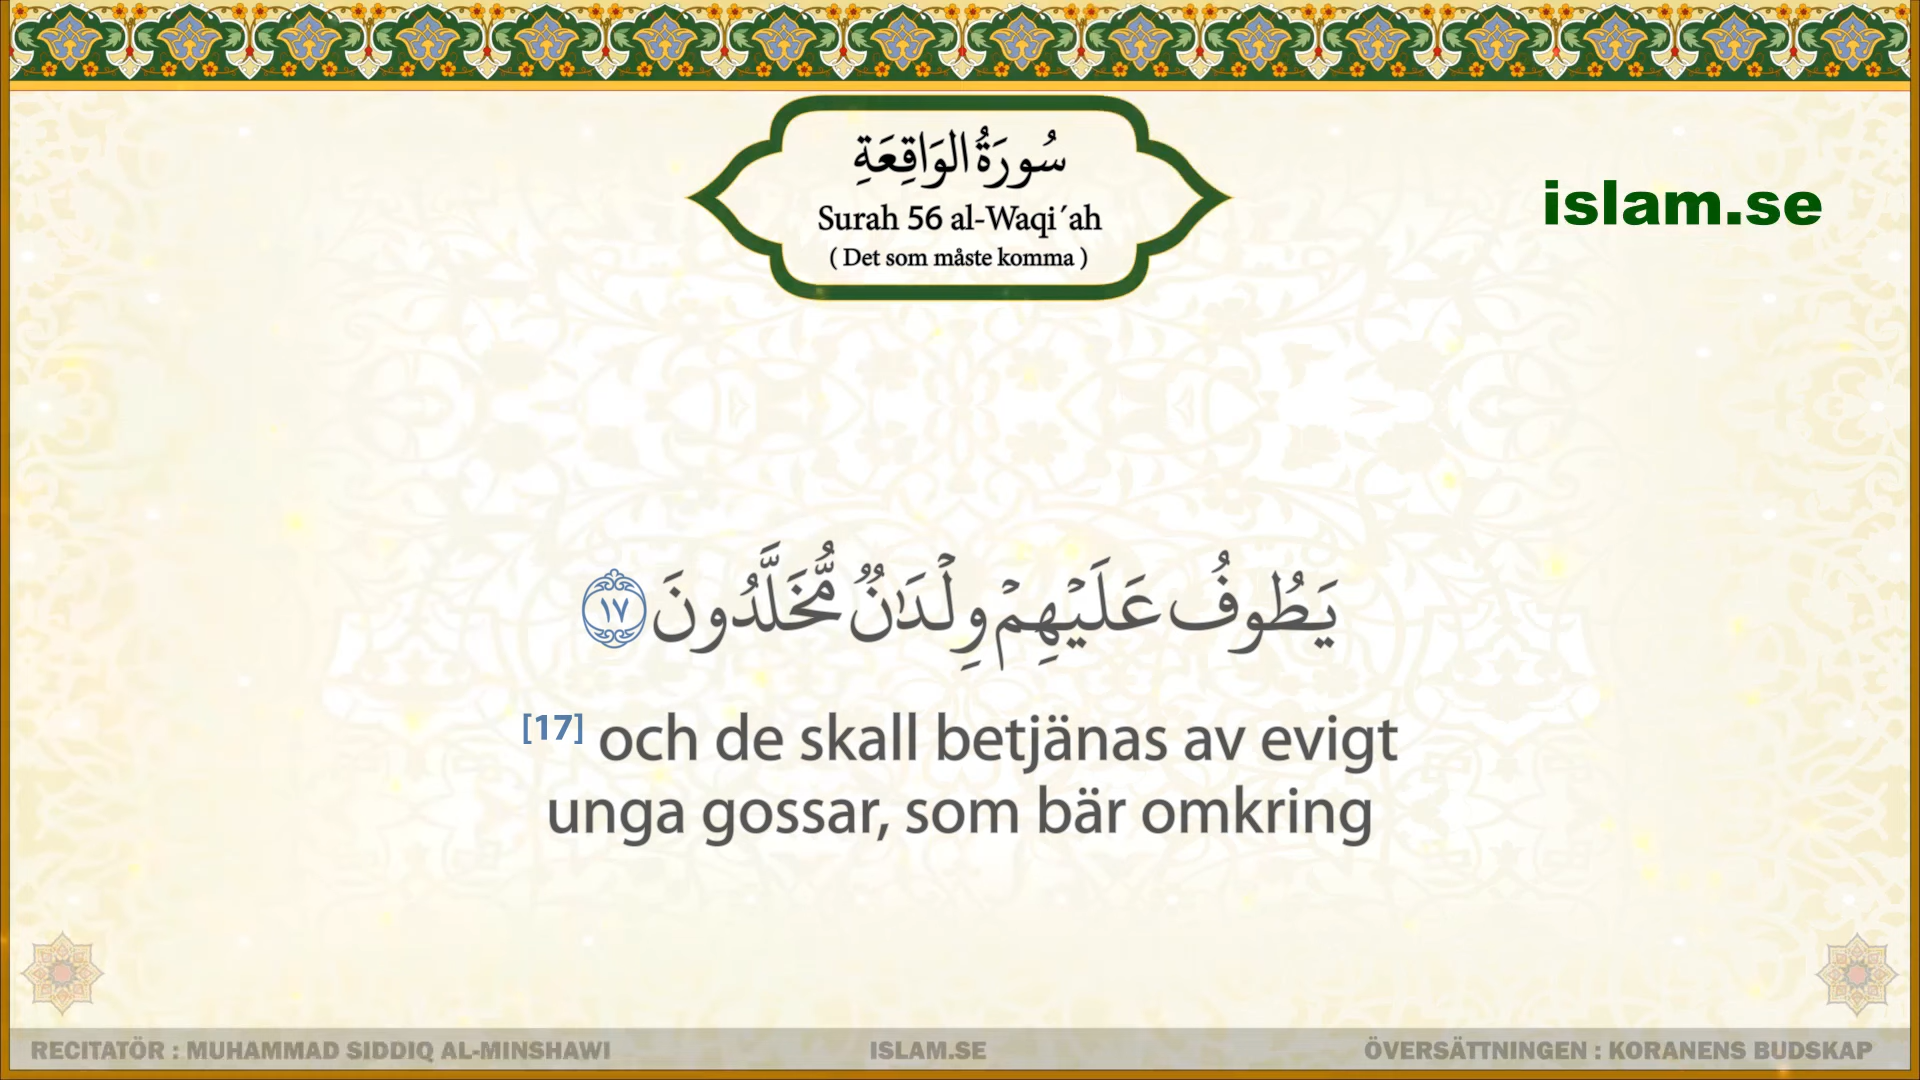 سُورَةُ الوَاقِعَةِ
Surah 56 al-Waqi´ah
( Det som måste komma )
islam.se
يَطُوفُ عَلَيْهِمْ وِلْدَٰنٌ مُّخَلَّدُونَ ١٧
[17] och de skall betjänas av evigt
unga gossar, som bär omkring
RECITATÖR : MUHAMMAD SIDDIQ AL-MINSHAWI
ISLAM.SE
ÖVERSÄTTNINGEN : KORANENS BUDSKAP